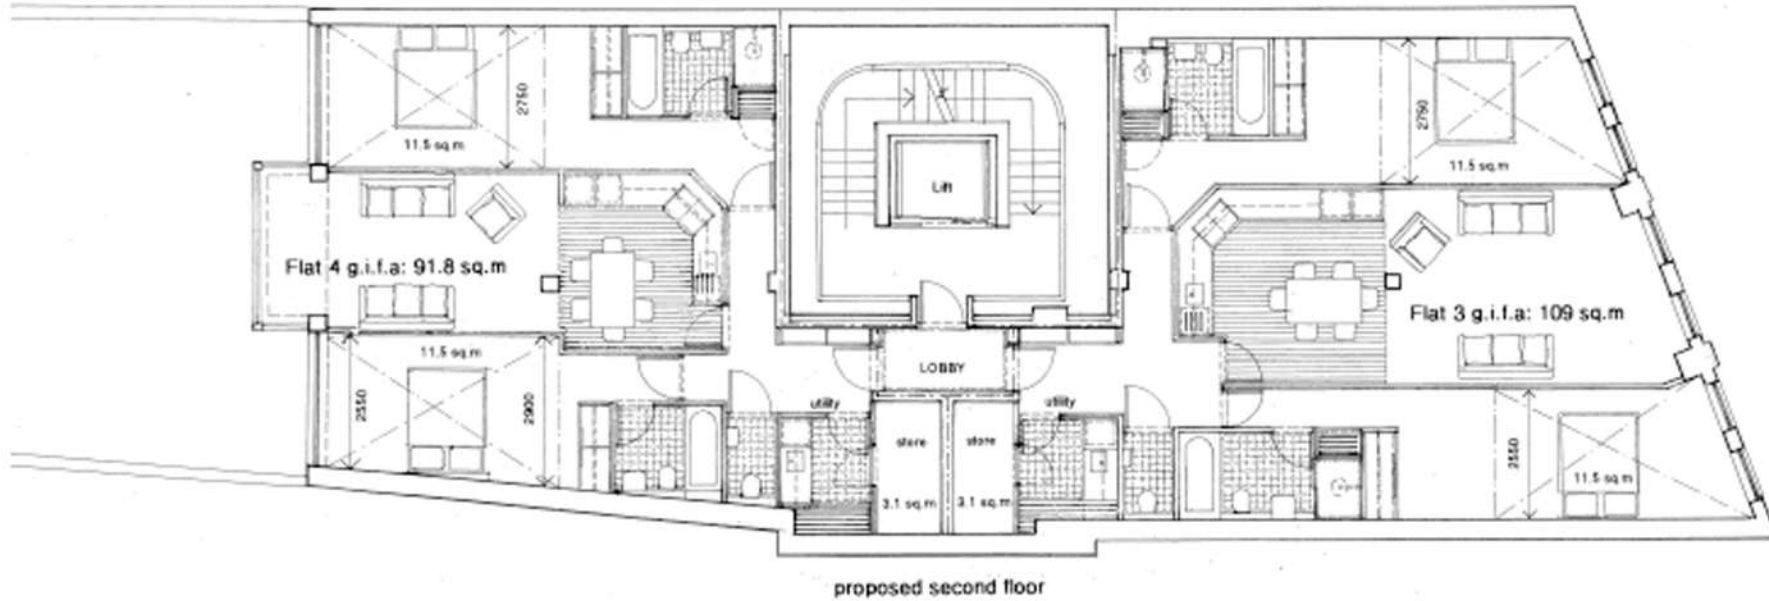 2750
11.5 sq.m
Lift
2750
11.5 sq.m
Flat 4 g.i.f.a: 91.8 sq.m
Flat 3 g.i.f.a: 109 sq.m
11.5 sq.m
2550
2900
LOBBY
utility
utility
store
store
3.1 sq.m
3.1 sq.m
2550
11.5 sq.m
proposed second floor